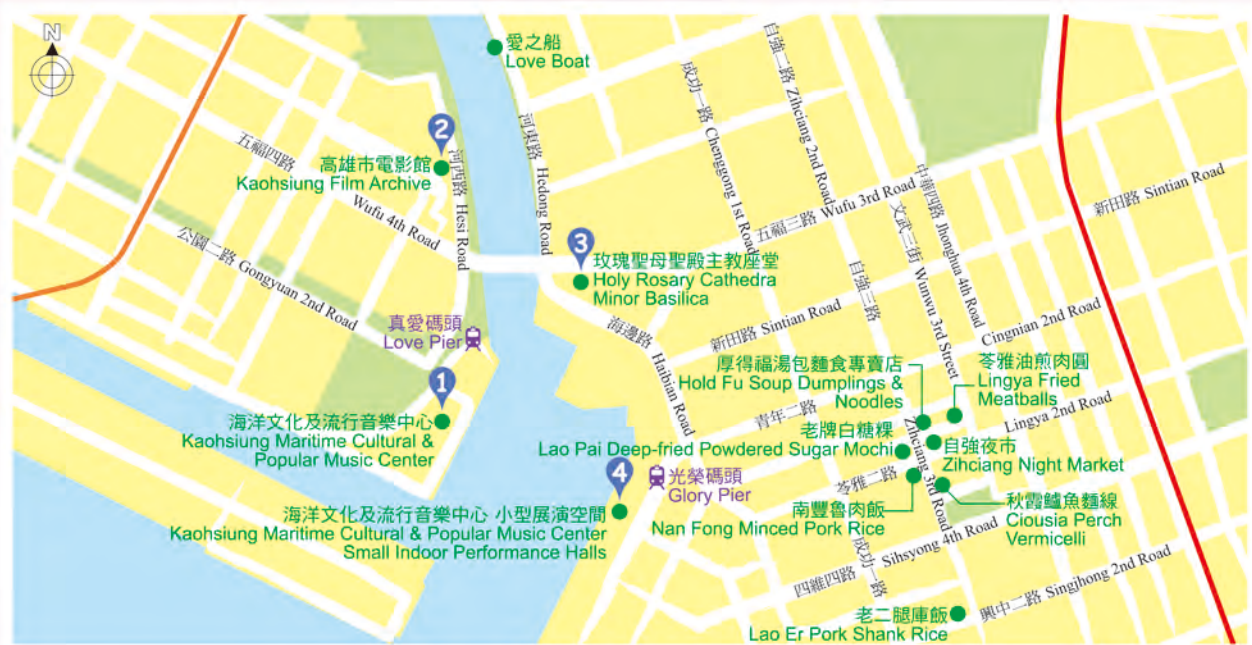 N
愛之船
Love Boat
自強二路 Zihciang 2nd Road
成功一路 Chenggong 1st Road
河東路 Hedong Road
2
高雄市電影館
Kaohsiung Film Archive
河西路 Hesi Road
五福四路
Wufu 4th Road
公園二路 Gongyuan 2nd Road
3
玫瑰聖母聖殿主教座堂
Holy Rosary Cathedra
Minor Basilica
五福三路 Wufu 3rd Road
中華四路 Jhonghua 4th Road
文武三街 Wunwu 3rd Street
新田路 Sintian Road
自強三路
新田路 Sintian Road
海邊路 Haibian Road
真愛碼頭
Love Pier
1
海洋文化及流行音樂中心
Kaohsiung Maritime Cultural &
Popular Music Center
Cingnian 2nd Road
厚得福湯包麵食專賣店
Hold Fu Soup Dumplings &
Noodles
苓雅油煎肉圓
Lingya Fried
Meatballs
青年二路
Lingya 2nd Road
老牌白糖粿
Lao Pai Deep-fried Powdered Sugar Mochi
Zihciang 3rd Road
自強夜市
Zihciang Night Market
4
光榮碼頭
Glory Pier
苓雅二路
海洋文化及流行音樂中心 小型展演空間
Kaohsiung Maritime Cultural & Popular Music Center
Small Indoor Performance Halls
南豐魯肉飯
Nan Fong Minced Pork Rice
秋霞鱸魚麵線
Ciousia Perch
Vermicelli
四維四路 Sihsyong 4th Road
成功一路
興中二路 Singjhong 2nd Road
老二腿庫飯
Lao Er Pork Shank Rice